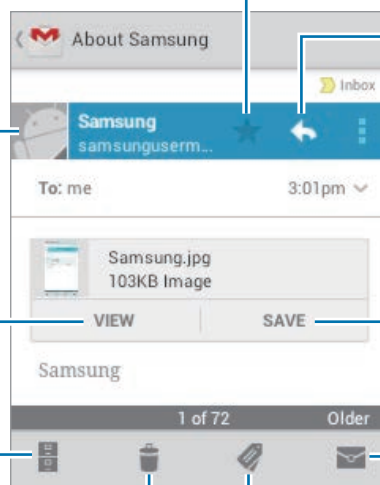 About Samsung
Inbox
Samsung
samsunguserm...
To: me 3:01pm
Samsung.jpg
103KB Image
VIEW SAVE
Samsung
1 of 72 Older